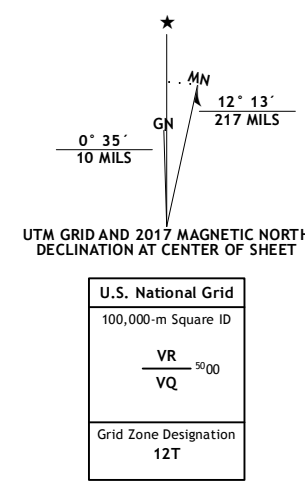 ★
MN
GN
12° 13´
217 MILS
0° 35´
10 MILS
UTM GRID AND 2017 MAGNETIC NORTH
DECLINATION AT CENTER OF SHEET
U.S. National Grid
100,000-m Square ID
VR
5000
VQ
Grid Zone Designation
12T